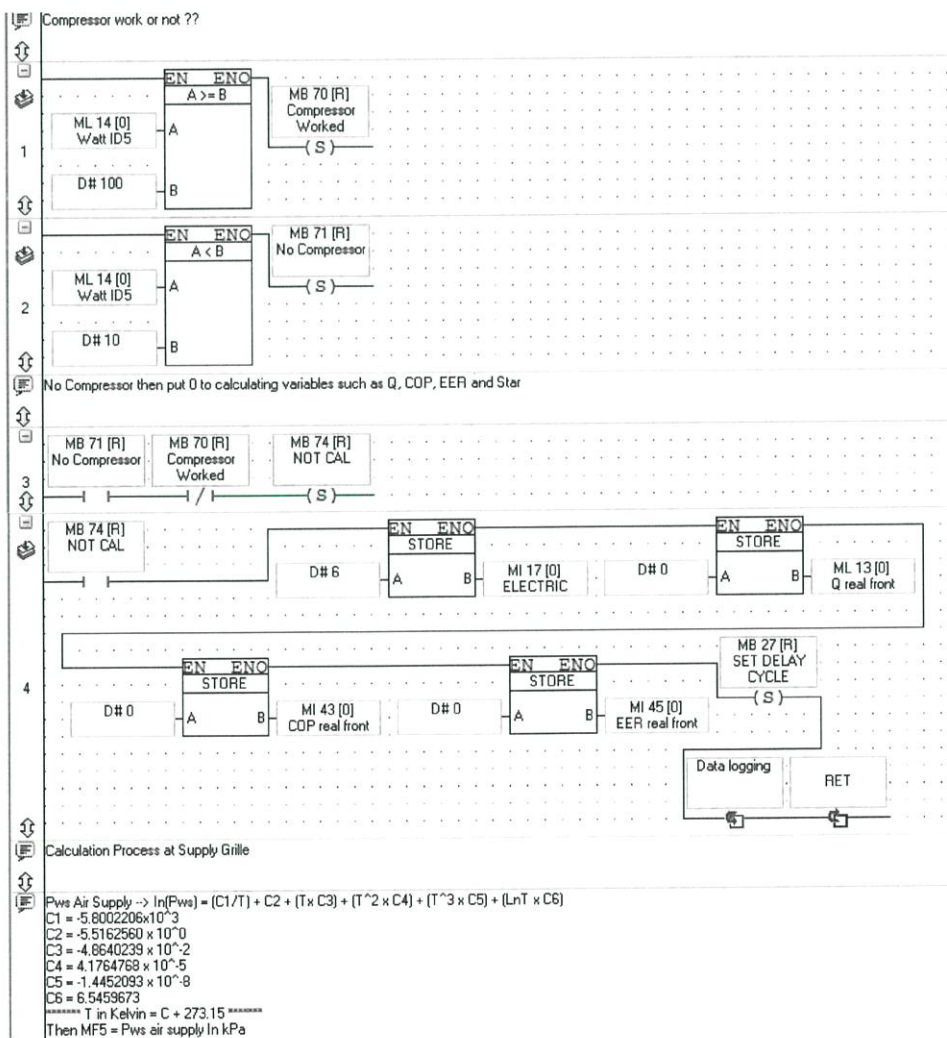 Compressor work or not ??
EN ENO
A >= B
MB 70 [R]
Compressor
Worked
ML 14 [0]
Watt ID5
A
( S )
1
D# 100
B
EN ENO
A < B
MB 71 [R]
No Compressor
ML 14 [0]
Watt ID5
A
( S )
2
D# 10
B
No Compressor then put 0 to calculating variables such as Q, COP, EER and Star
MB 71 [R]
No Compressor
MB 70 [R]
Compressor
Worked
MB 74 [R]
NOT CAL
3
( S )
MB 74 [R]
NOT CAL
EN ENO
STORE
EN ENO
STORE
D# 6
A
B
MI 17 [0]
ELECTRIC
D# 0
A
B
ML 13 [0]
Q real front
4
EN ENO
STORE
EN ENO
STORE
MB 27 [R]
SET DELAY
CYCLE
( S )
D# 0
A
B
MI 43 [0]
COP real front
D# 0
A
B
MI 45 [0]
EER real front
Data logging
RET
Calculation Process at Supply Grille
Pws Air Supply --> ln(Pws) = (C1/T) + C2 + (Tx C3) + (T^2 x C4) + (T^3 x C5) + (LnT x C6)
C1 = -5.8002206x10^3
C2 = -5.5162560 x 10^0
C3 = -4.8640239 x 10^-2
C4 = 4.1764768 x 10^-5
C5 = -1.4452093 x 10^-8
C6 = 6.5459673
******* T in Kelvin = C + 273.15 *******
Then MF5 = Pws air supply In kPa